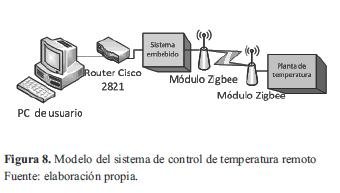 Sistema
embebido
Router Cisco
2821
Módulo Zigbee
Planta de
temperatura
Módulo Zigbee
PC de usuario
Figura 8. Modelo del sistema de control de temperatura remoto
Fuente: elaboración propia.